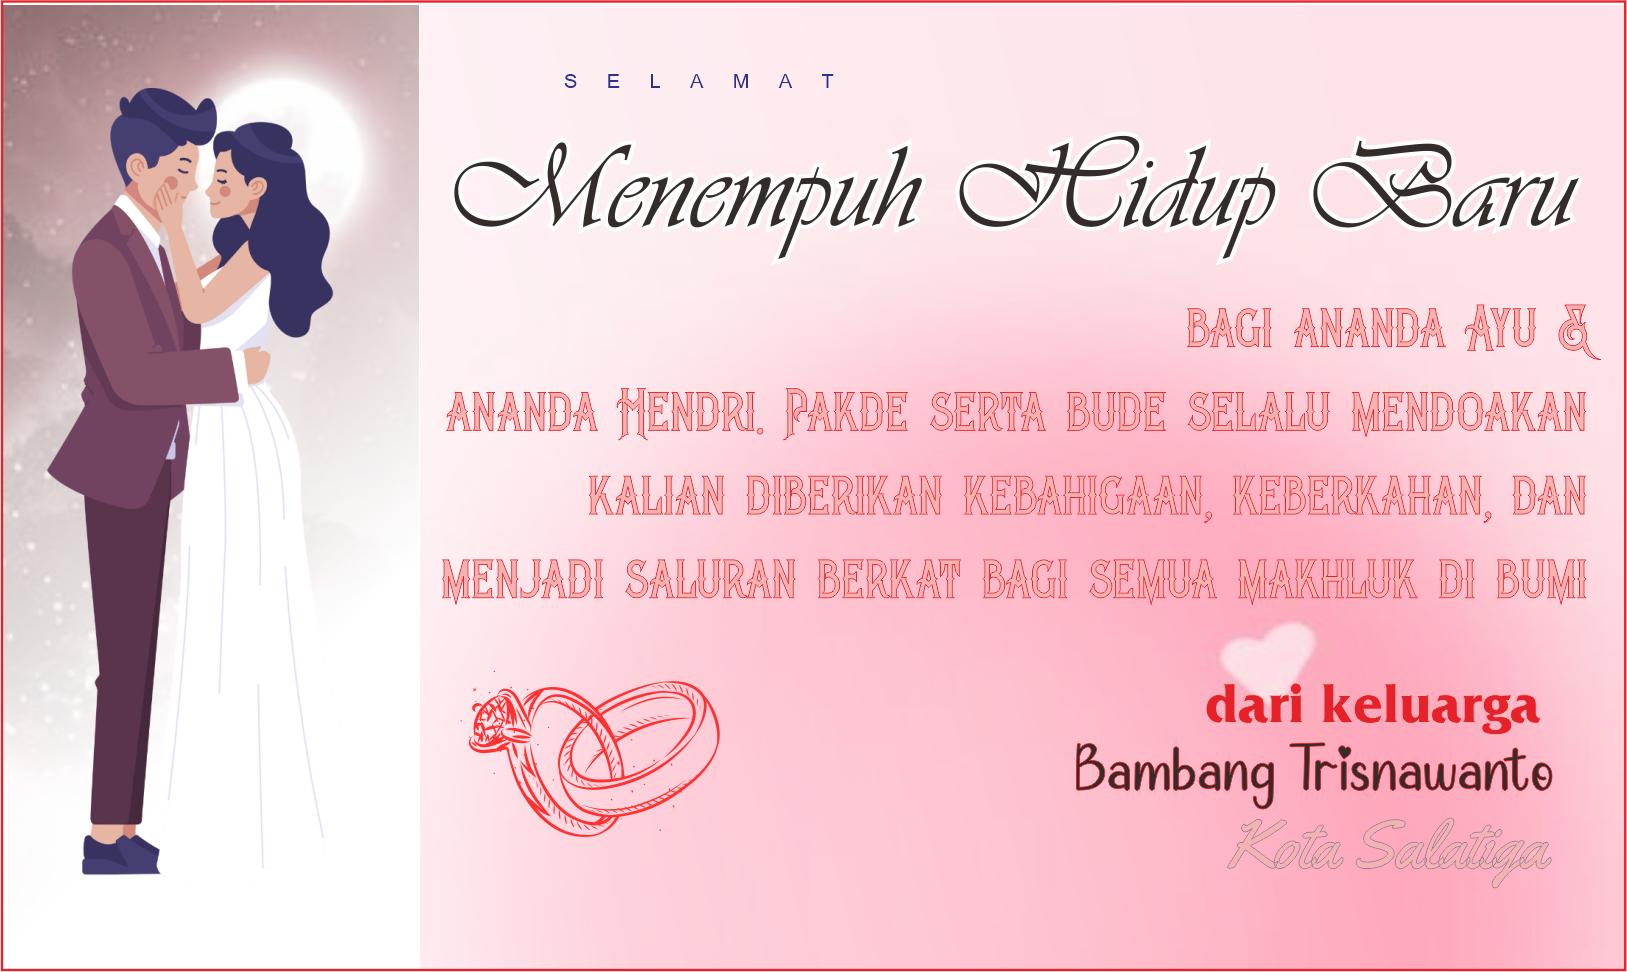 SELAMAT
Menempuh Hidup Baru
BAGI ANANDA AYU &
ANANDA HENDRI. PAKDE SERTA BUDE SELALU MENDOAKAN
KALIAN DIBERIKAN KEBAHIGAAN, KEBERKAHAN, DAN
MENJADI SALURAN BERKAT BAGI SEMUA MAKHLUK DI BUMI
dari keluarga
Bambang Trisnawanto
Kota Salatiga